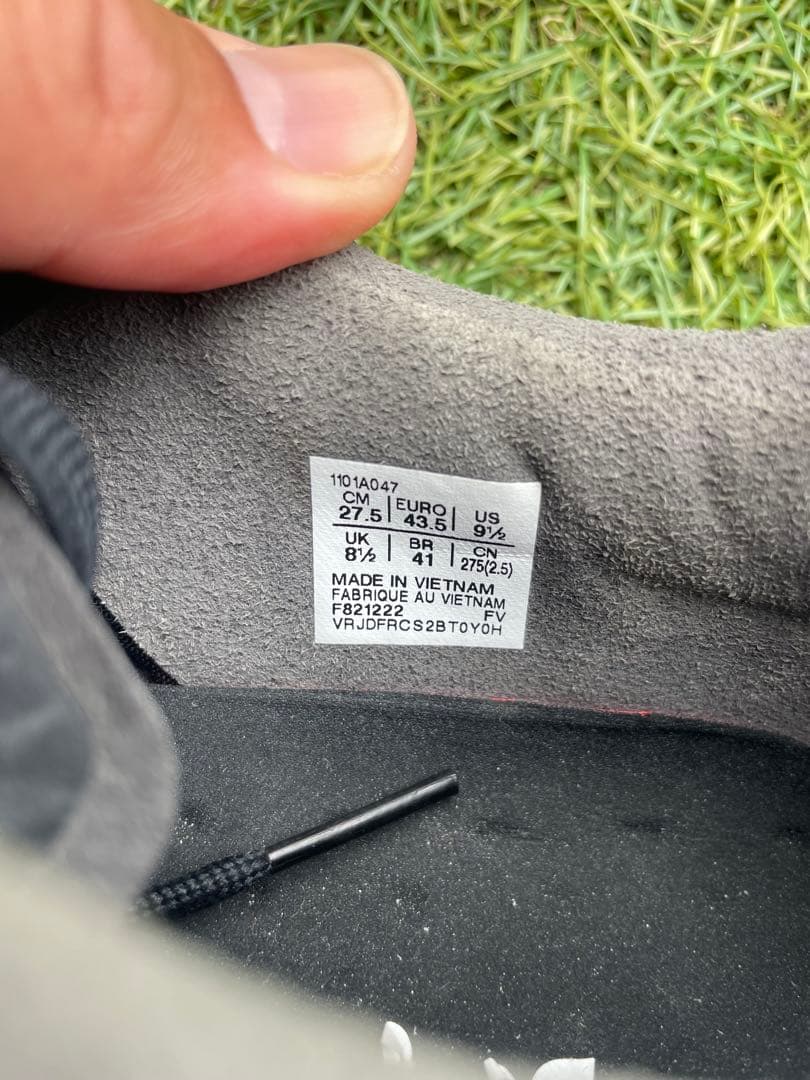 1101A047
CM EURO US
27.5 43.5 9½
UK BR CN
8½ 41 275(2.5)
MADE IN VIETNAM
FABRIQUE AU VIETNAM
F821222 FV
VRJDFRCS2BT0Y0H